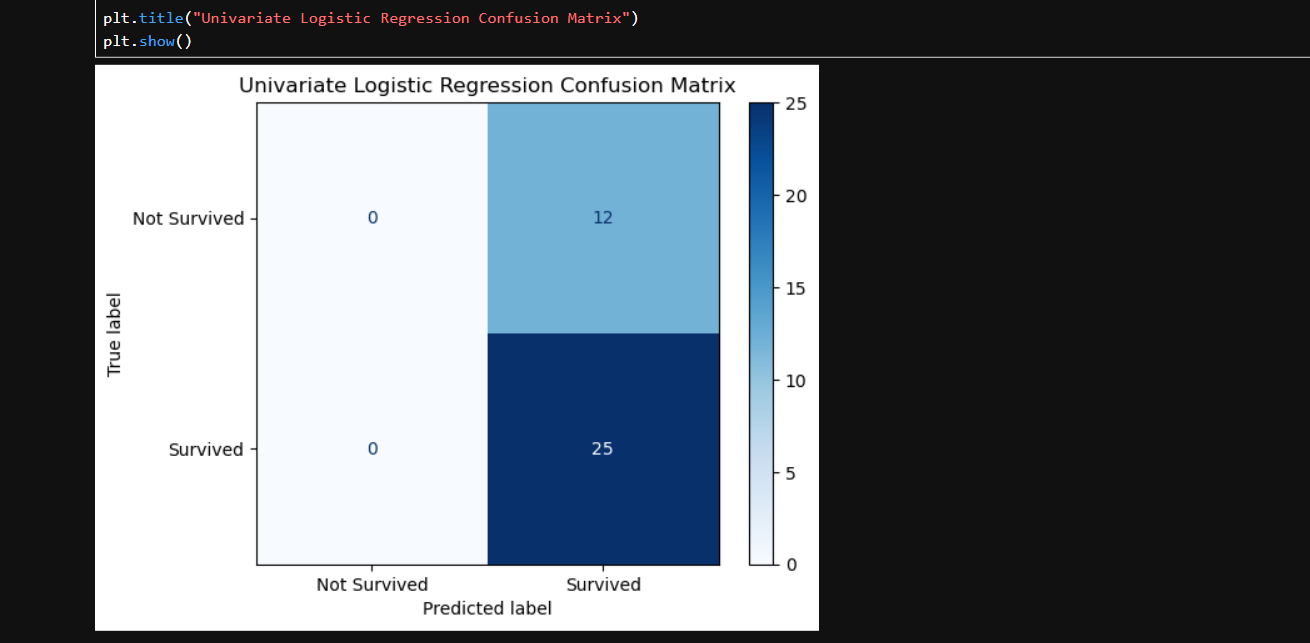 plt.title("Univariate Logistic Regression Confusion Matrix")
plt.show()
Univariate Logistic Regression Confusion Matrix
25
20
15
10
5
0
True label
Not Survived
0
12
Survived
0
25
Not Survived
Survived
Predicted label